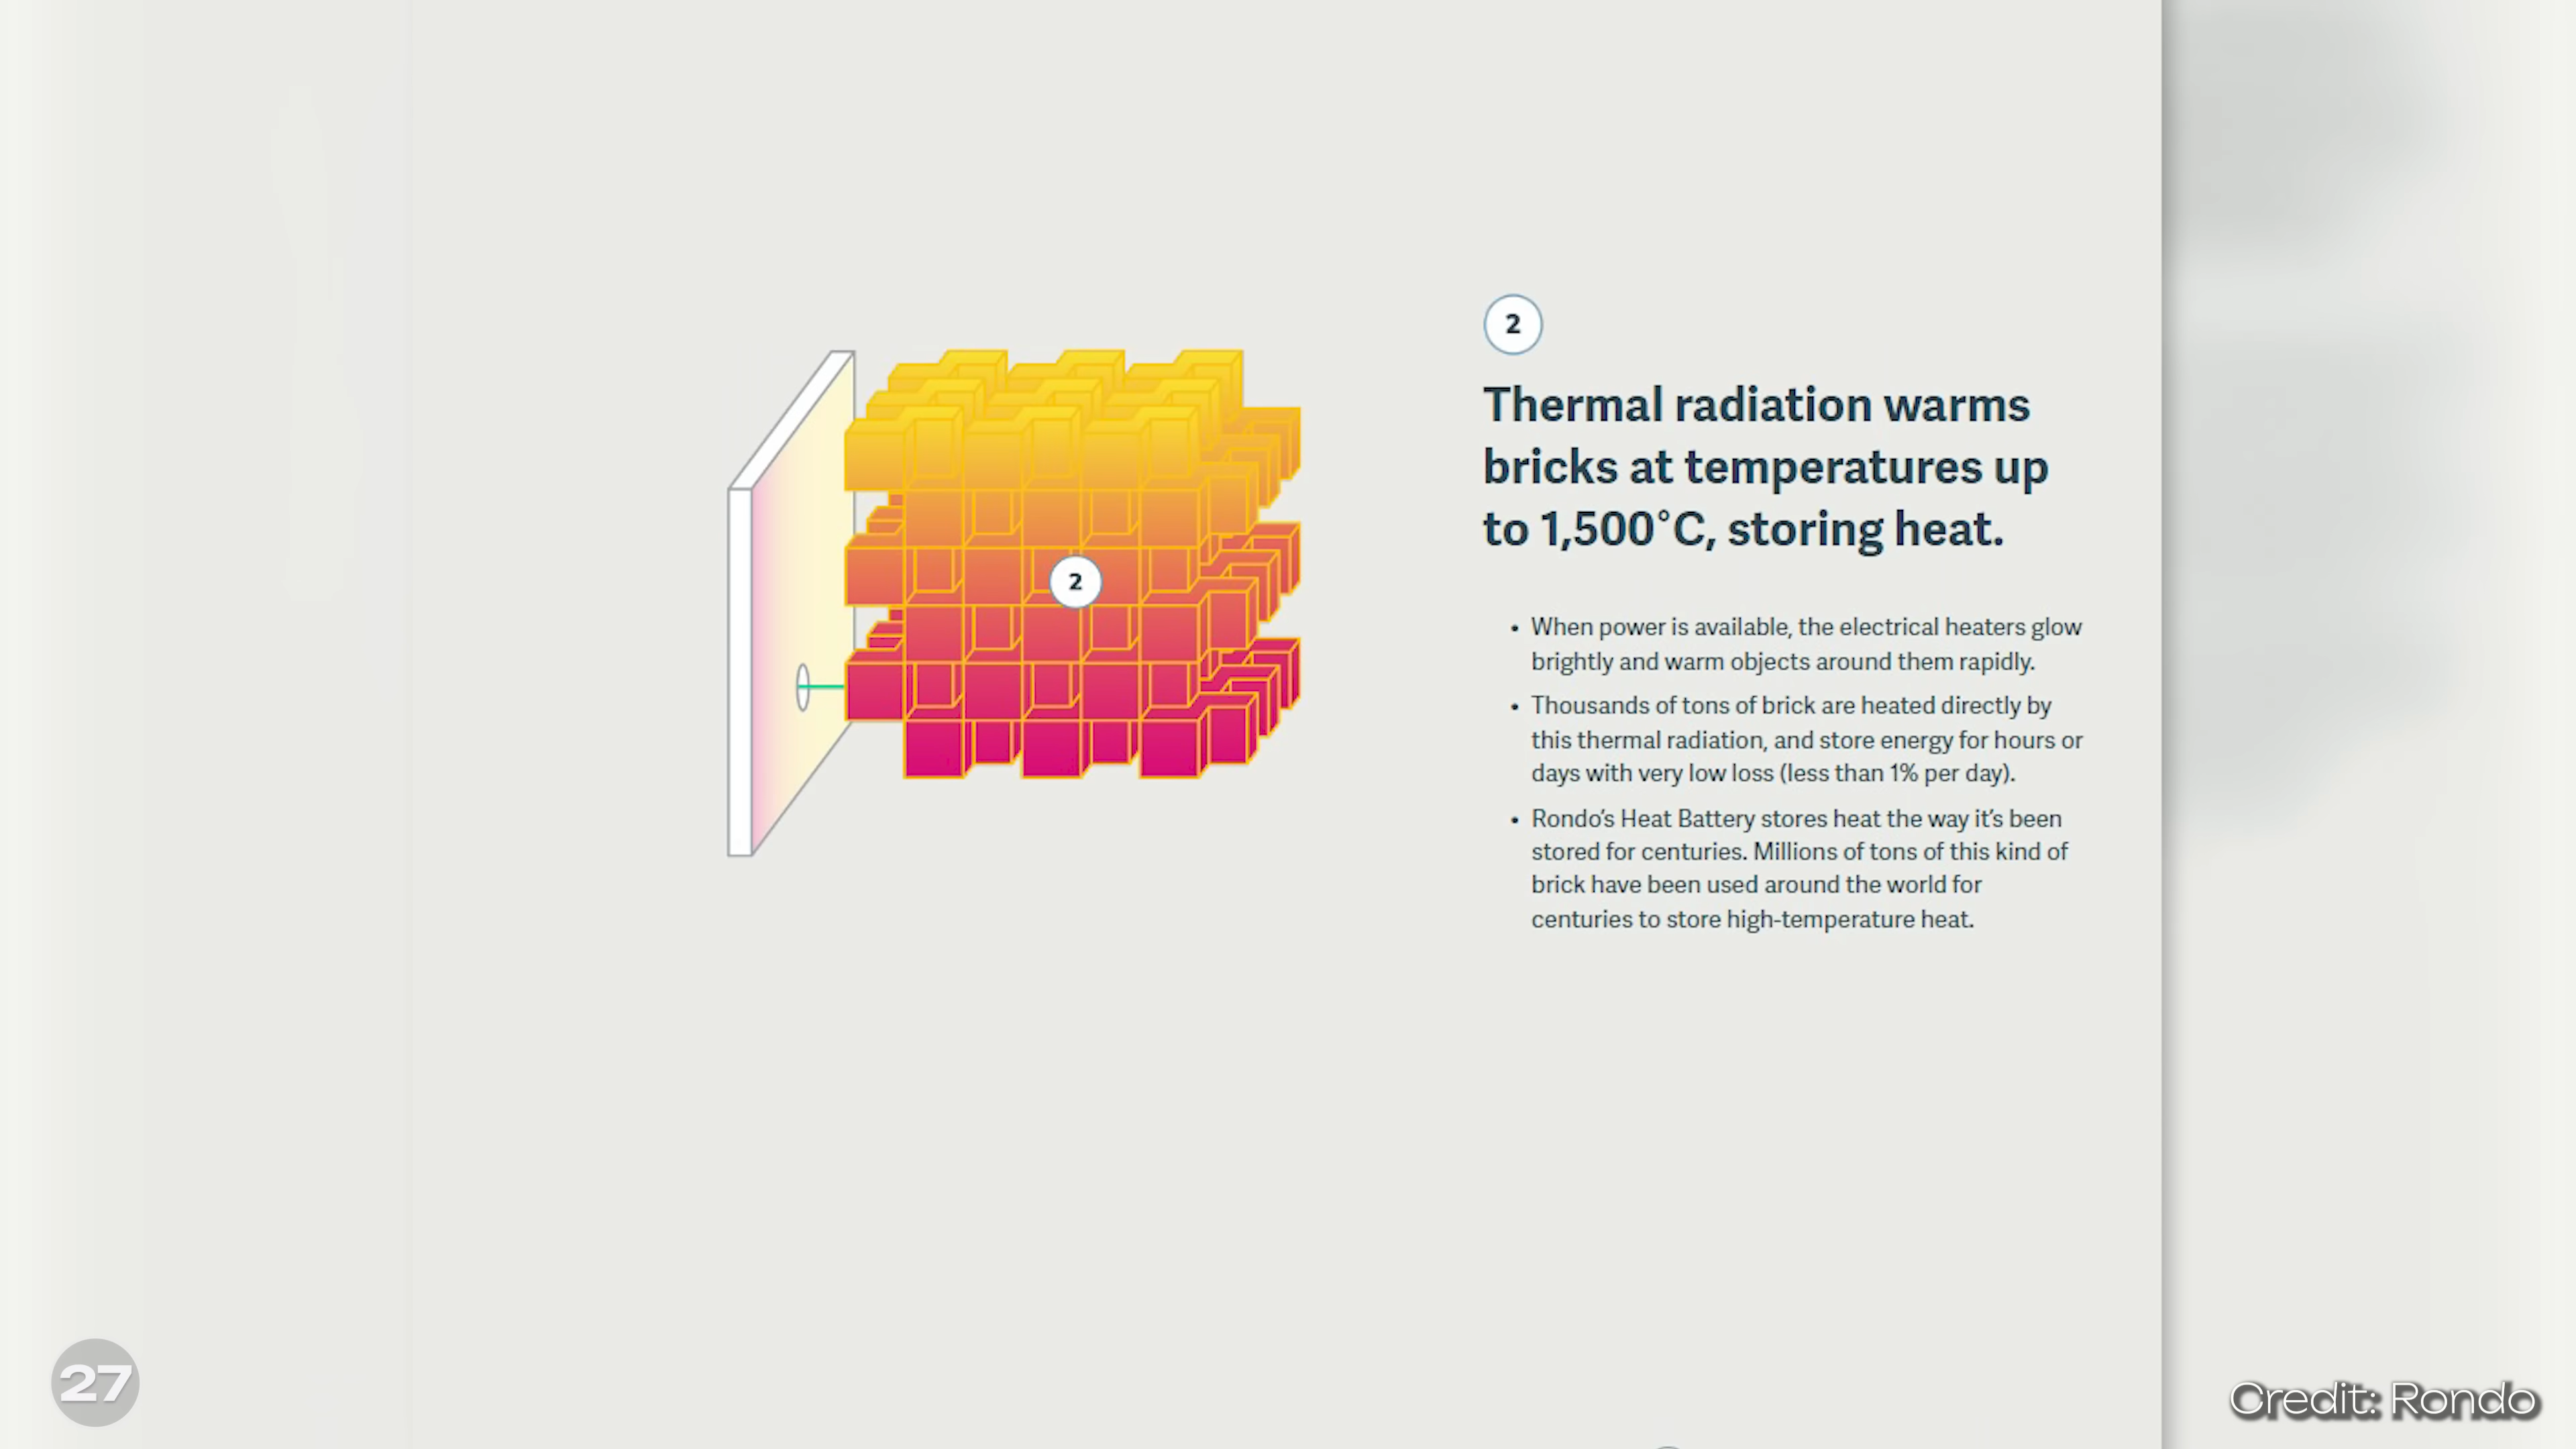 2
Thermal radiation warms
bricks at temperatures up
to 1,500°C, storing heat.
• When power is available, the electrical heaters glow
brightly and warm objects around them rapidly.
• Thousands of tons of brick are heated directly by
this thermal radiation, and store energy for hours or
days with very low loss (less than 1% per day).
• Rondo's Heat Battery stores heat the way it's been
stored for centuries. Millions of tons of this kind of
brick have been used around the world for
centuries to store high-temperature heat.
2
27
Credit: Rondo